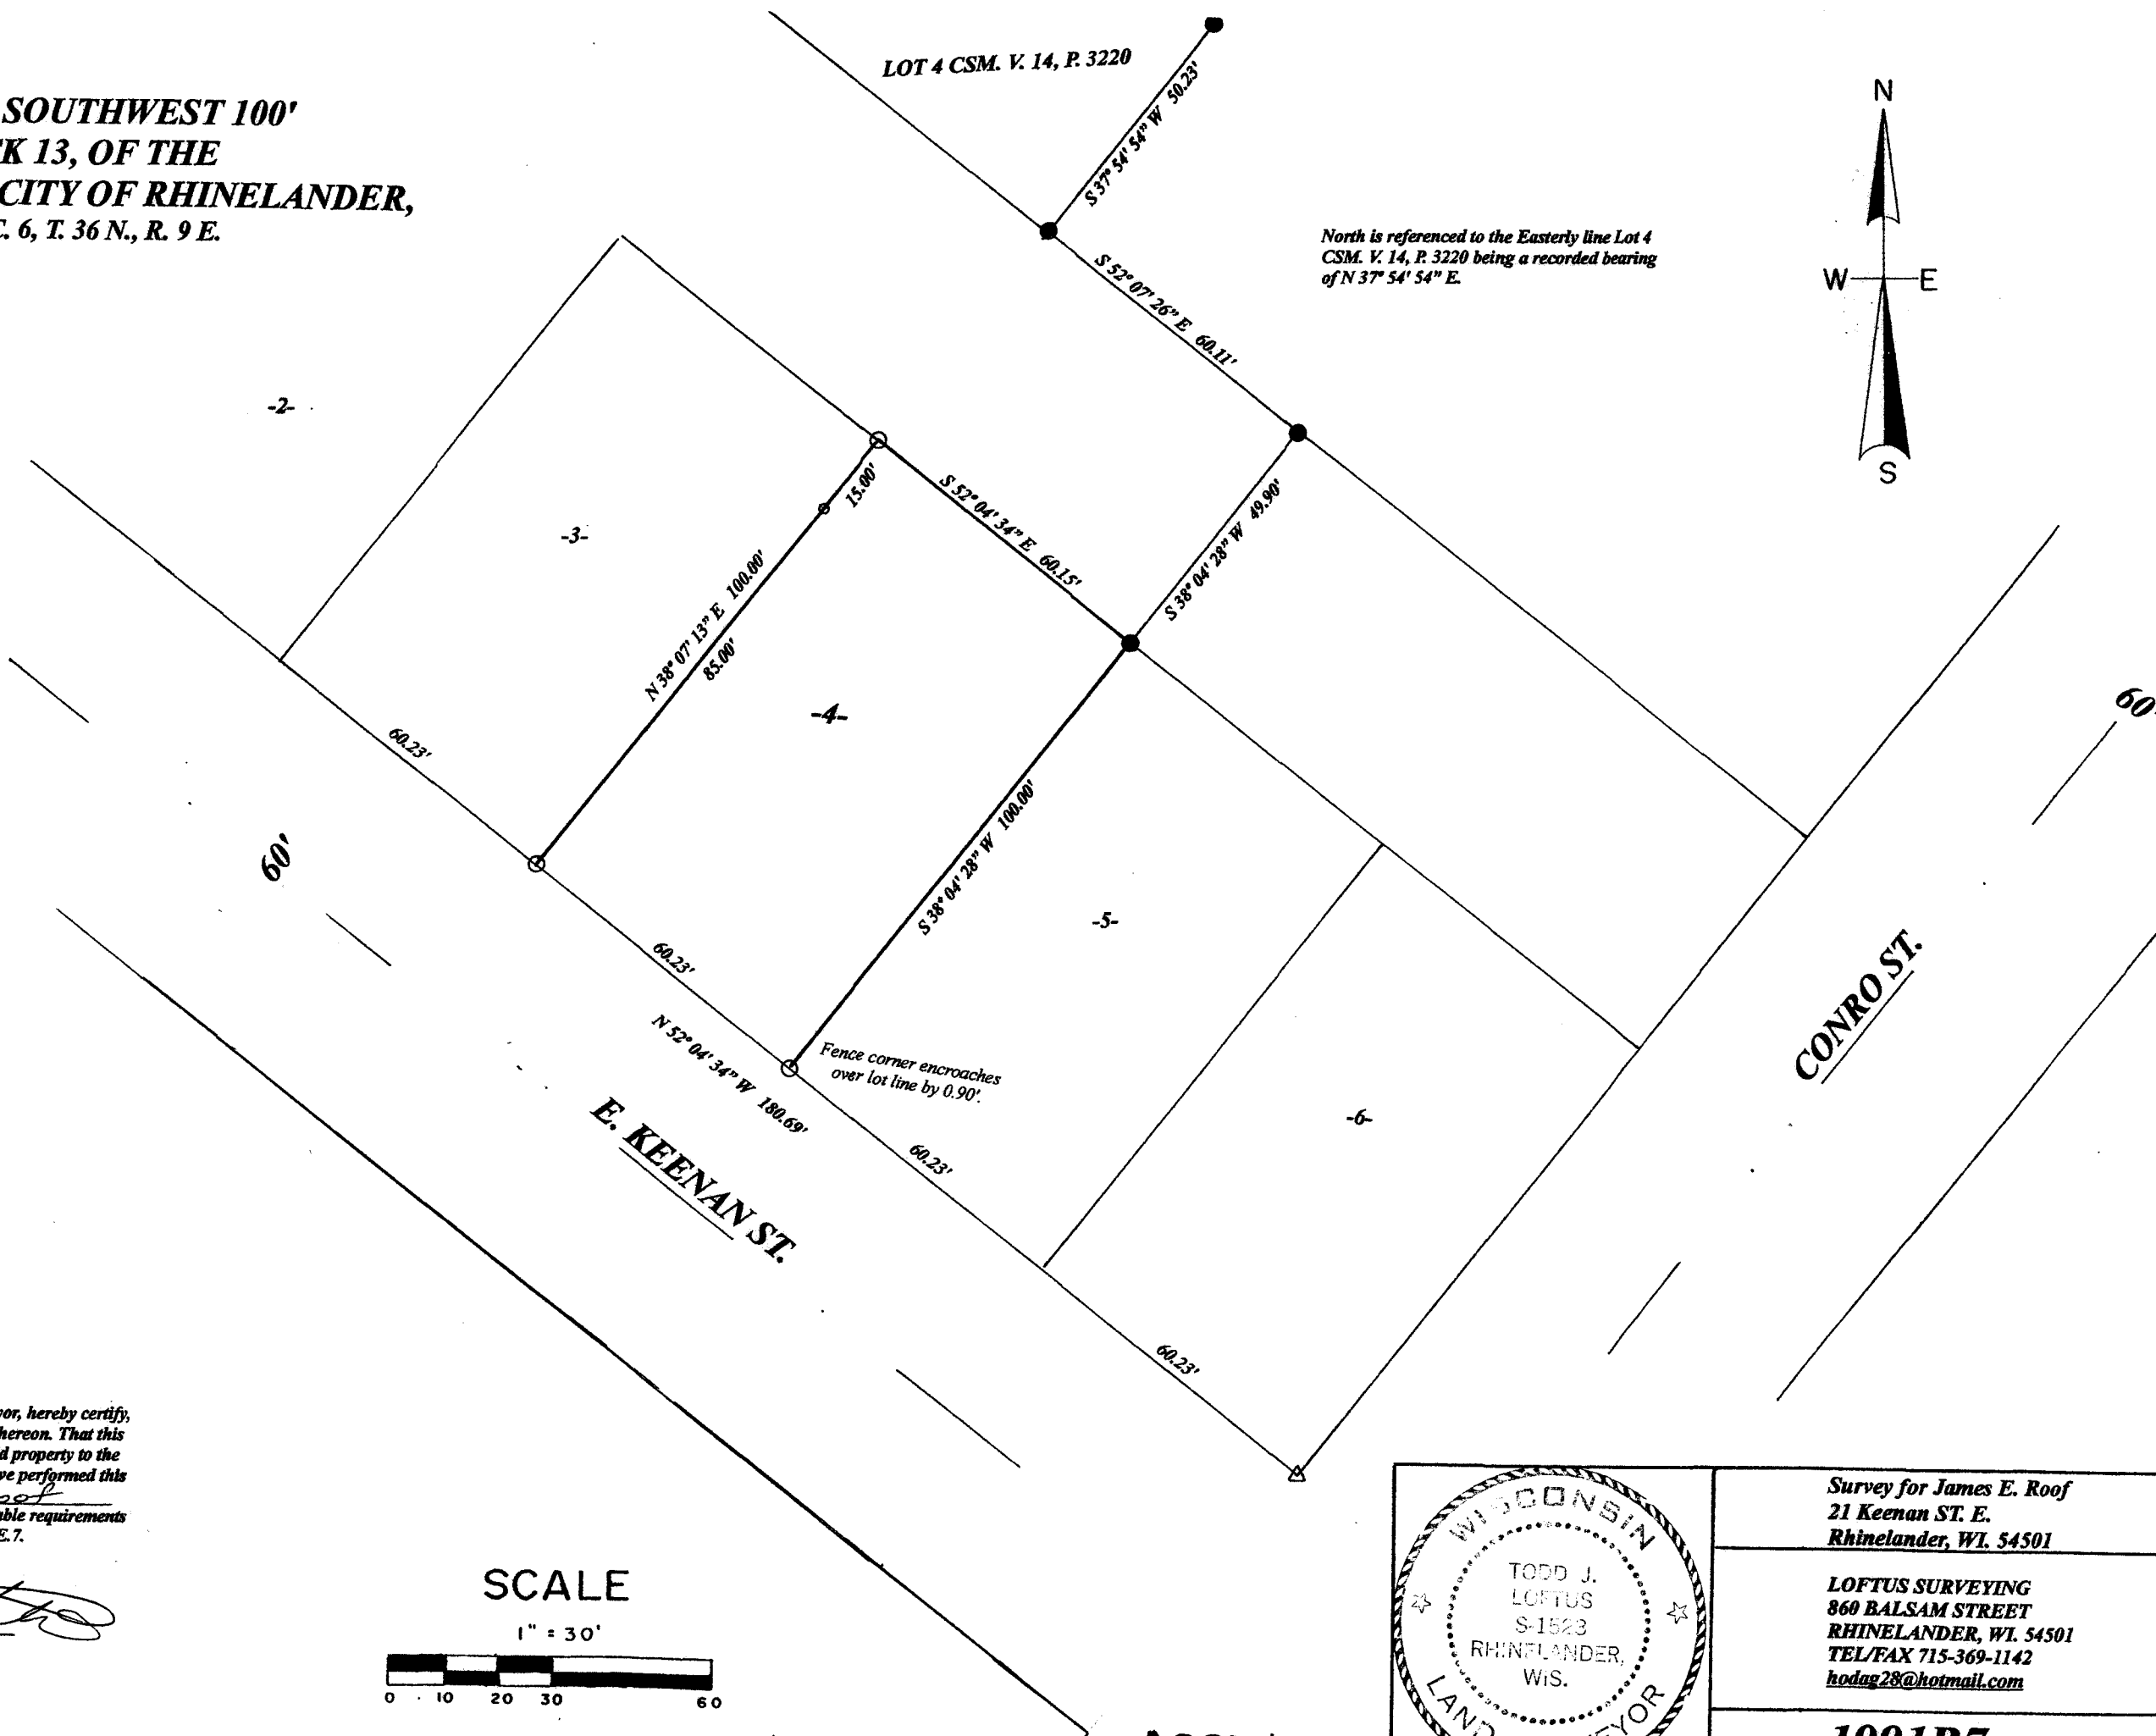 SOUTHWEST 100'
K 13, OF THE
CITY OF RHINELANDER,
. 6, T. 36 N., R. 9 E.
LOT 4 CSM. V. 14, P. 3220
S 37° 54' 54" W 50.23'
N
W E
S
North is referenced to the Easterly line Lot 4
CSM. V. 14, P. 3220 being a recorded bearing
of N 37° 54' 54" E.
S 52° 07' 26" E 60.11'
-2-
-3-
15.00'
S 52° 04' 34" E 60.15'
S 38° 04' 28" W 49.90'
N 38° 07' 13" E 100.00'
85.00'
-4-
60'
60.23'
60'
S 38° 04' 28" W 100.00'
-5-
60.23'
CONRO ST.
N 52° 04' 34" W 180.69'
Fence corner encroaches
over lot line by 0.90'.
-6-
E. KEENAN ST.
60.23'
60.23'
or, hereby certify,
hereon. That this
d property to the
ve performed this
oof
ble requirements
E.7.
SCALE
1" = 30'
0 10 20 30 60
WISCONSIN
TODD J.
LOFTUS
S-1523
RHINELANDER,
WIS.
LAND
Survey for James E. Roof
21 Keenan ST. E.
Rhinelander, WI. 54501
LOFTUS SURVEYING
860 BALSAM STREET
RHINELANDER, WI. 54501
TEL/FAX 715-369-1142
hodag28@hotmail.com